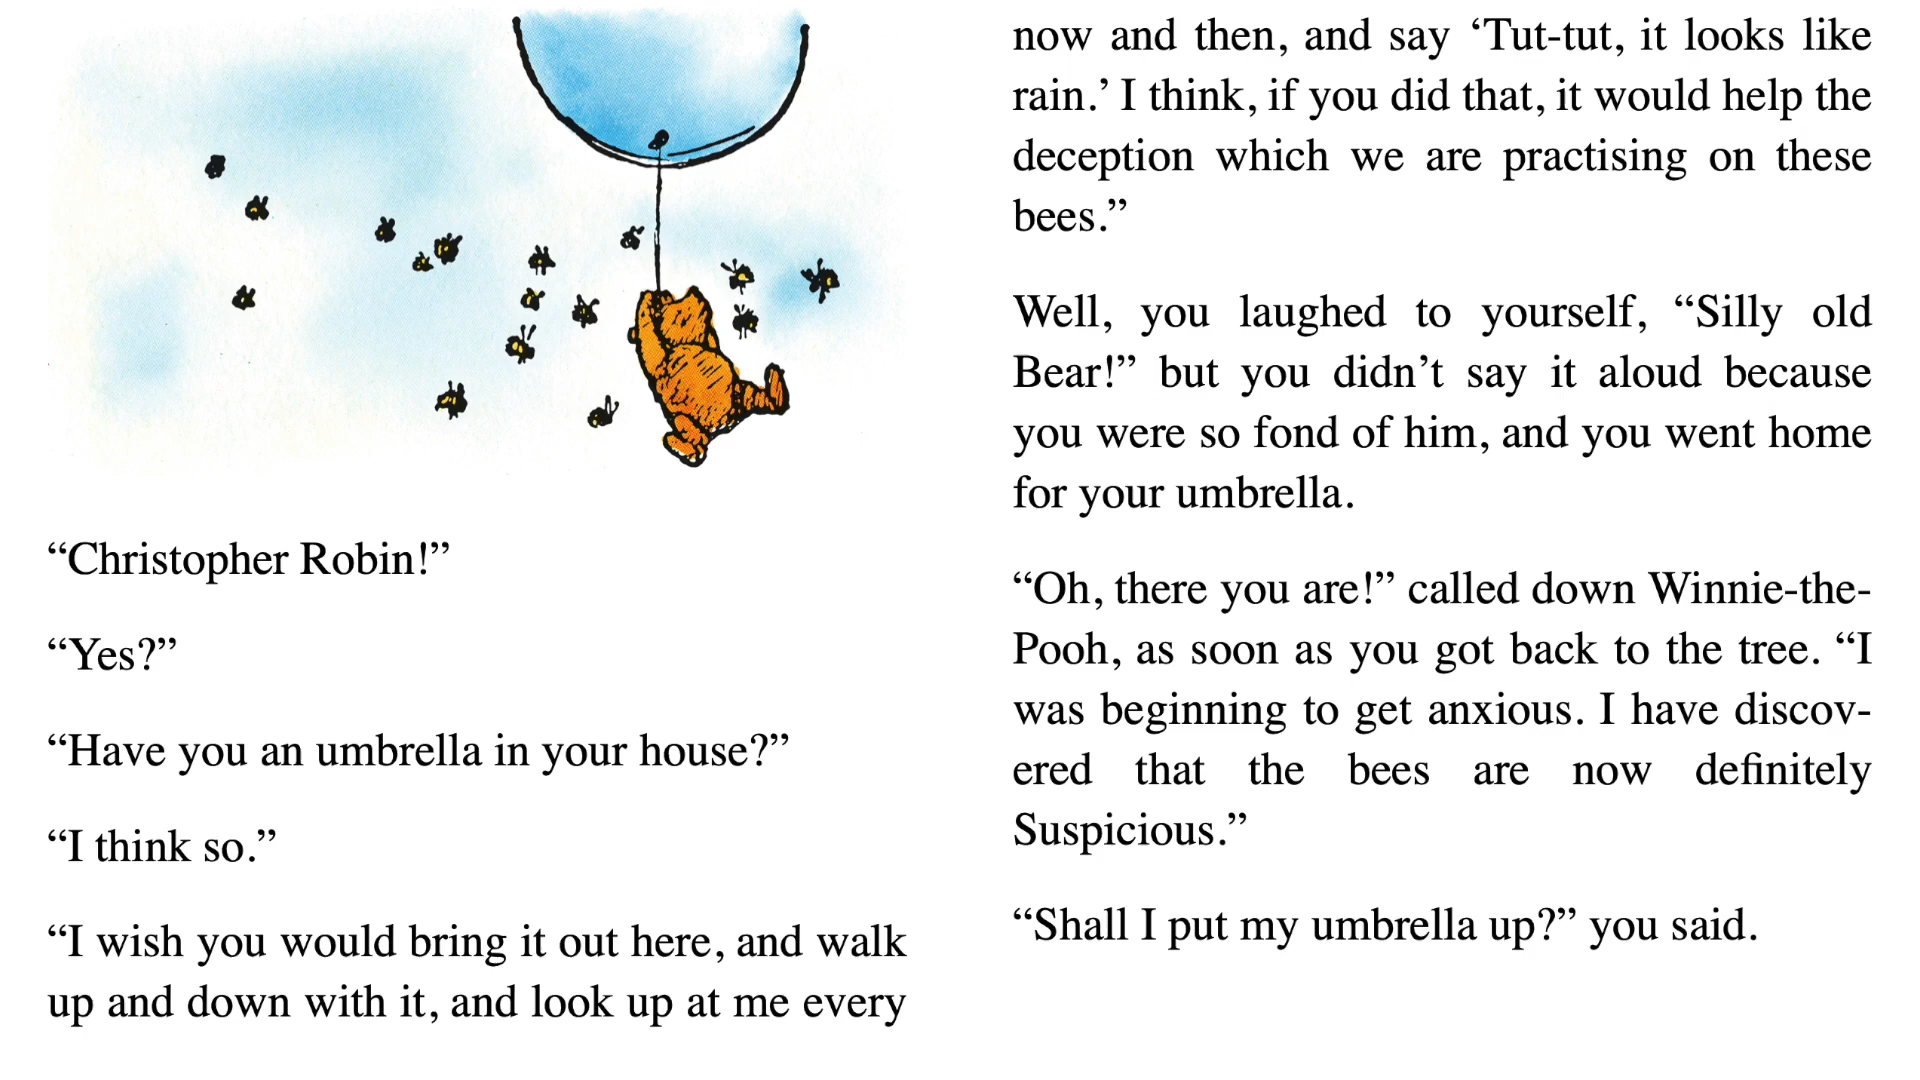 “Christopher Robin!”
“Yes?”
“Have you an umbrella in your house?”
“I think so.”
“I wish you would bring it out here, and walk
up and down with it, and look up at me every
now and then, and say ‘Tut-tut, it looks like
rain.’ I think, if you did that, it would help the
deception which we are practising on these
bees.”
Well, you laughed to yourself, “Silly old
Bear!” but you didn’t say it aloud because
you were so fond of him, and you went home
for your umbrella.
“Oh, there you are!” called down Winnie-the-
Pooh, as soon as you got back to the tree. “I
was beginning to get anxious. I have discov-
ered that the bees are now definitely
Suspicious.”
“Shall I put my umbrella up?” you said.